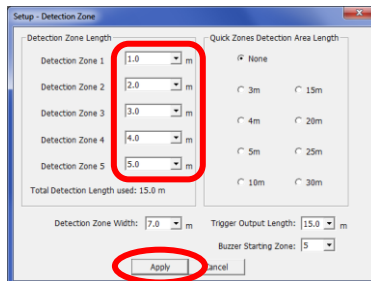 Setup - Detection Zone
Detection Zone Length
Detection Zone 1 1.0 m
Detection Zone 2 2.0 m
Detection Zone 3 3.0 m
Detection Zone 4 4.0 m
Detection Zone 5 5.0 m
Total Detection Length used: 15.0 m
Quick Zones Detection Area Length
None
3m 15m
4m 20m
5m 25m
10m 30m
Detection Zone Width: 7.0 m
Trigger Output Length: 15.0 m
Buzzer Starting Zone: 5
Apply Cancel